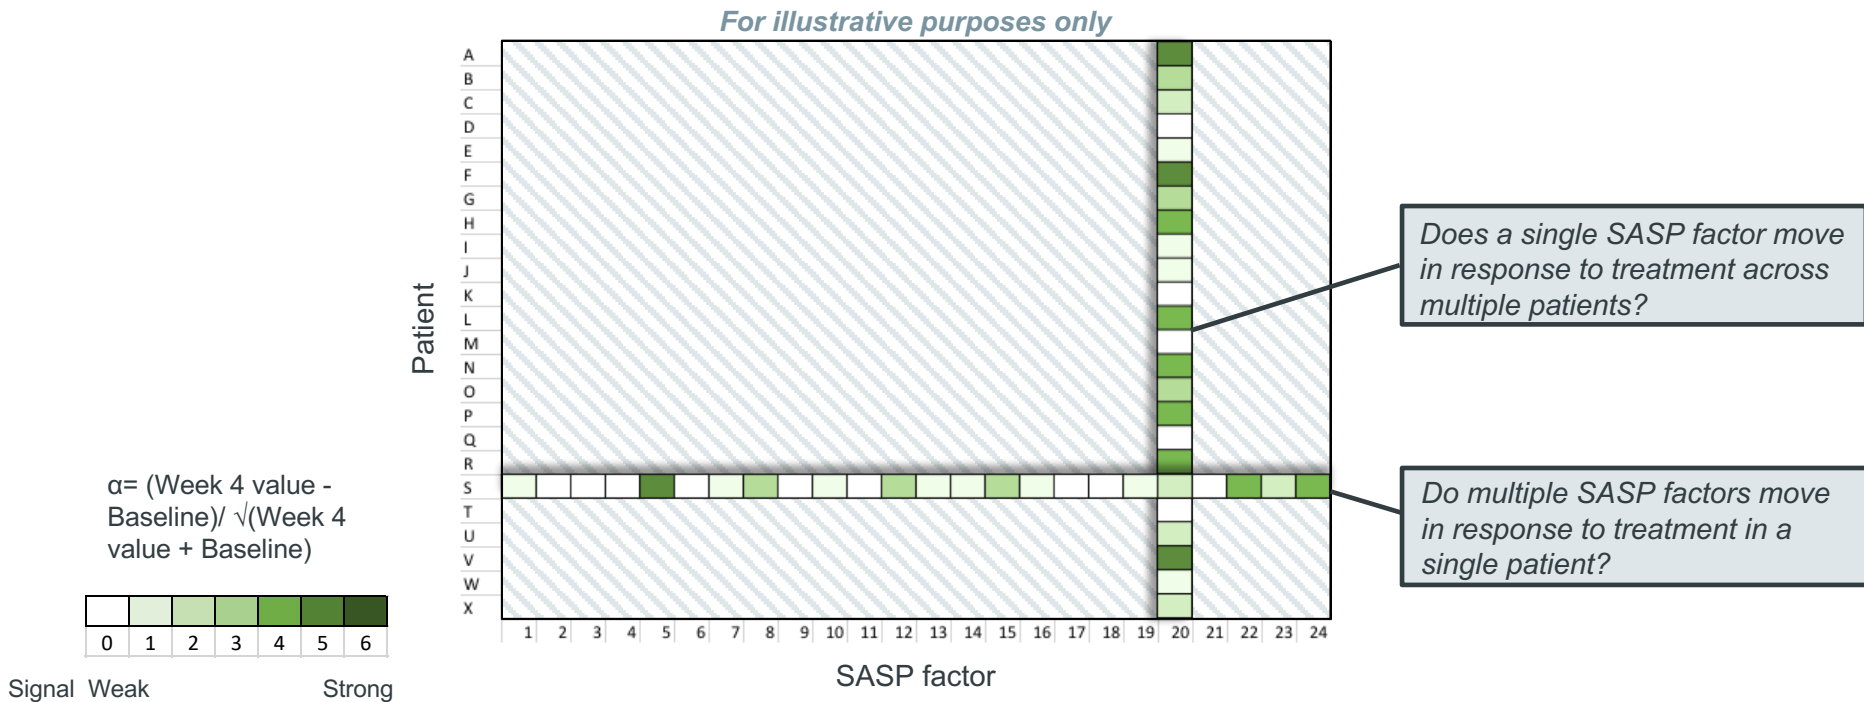 For illustrative purposes only
A
B
C
D
E
F
G
H
I
J
K
L
M
N
O
P
Q
R
S
T
U
V
W
X
Patient
1 2 3 4 5 6 7 8 9 10 11 12 13 14 15 16 17 18 19 20 21 22 23 24
SASP factor
Does a single SASP factor move
in response to treatment across
multiple patients?
Do multiple SASP factors move
in response to treatment in a
single patient?
α= (Week 4 value -
Baseline)/ √(Week 4
value + Baseline)
0 1 2 3 4 5 6
Signal Weak Strong